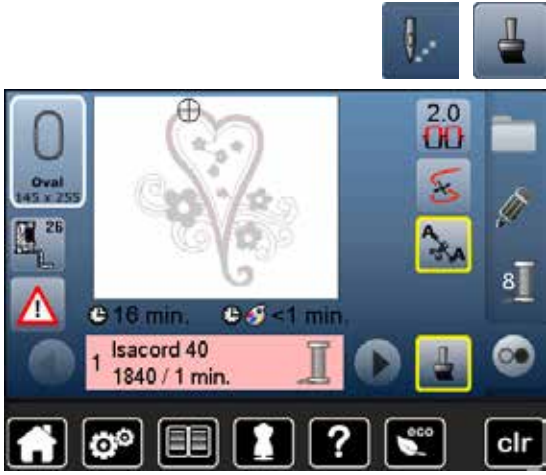 2.0
Oval
145 x 255
26
A
A
8
16 min.
<1 min.
1 Isacord 40
1840 / 1 min.
?
eco
clr